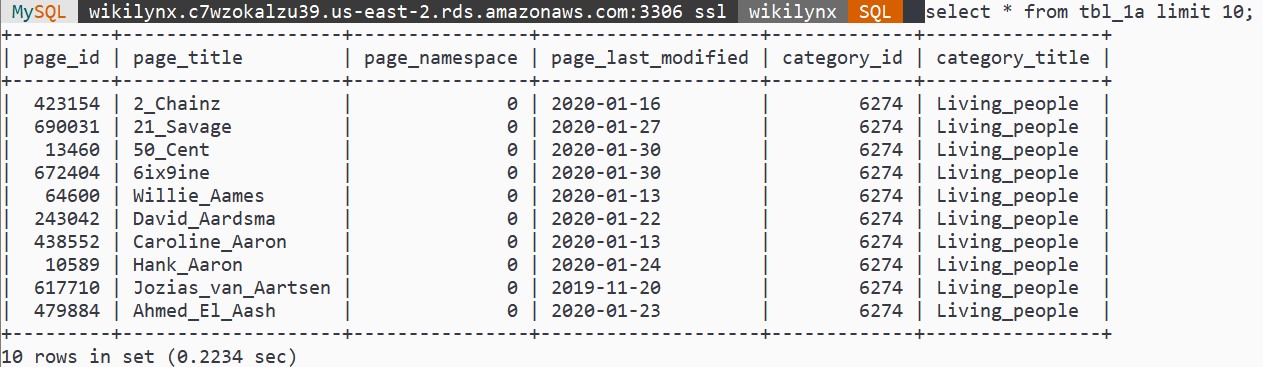 MySQL wikilynx.c7wzokalzu39.us-east-2.rds.amazonaws.com:3306 ssl wikilynx SQL select * from tbl_1a limit 10;
+---------+-------------------+----------------+--------------------+-------------+----------------+
| page_id | page_title        | page_namespace | page_last_modified | category_id | category_title |
+---------+-------------------+----------------+--------------------+-------------+----------------+
|  423154 | 2_Chainz          |              0 | 2020-01-16         |        6274 | Living_people  |
|  690031 | 21_Savage         |              0 | 2020-01-27         |        6274 | Living_people  |
|   13460 | 50_Cent           |              0 | 2020-01-30         |        6274 | Living_people  |
|  672404 | 6ix9ine           |              0 | 2020-01-30         |        6274 | Living_people  |
|   64600 | Willie_Aames      |              0 | 2020-01-13         |        6274 | Living_people  |
|  243042 | David_Aardsma     |              0 | 2020-01-22         |        6274 | Living_people  |
|  438552 | Caroline_Aaron    |              0 | 2020-01-13         |        6274 | Living_people  |
|   10589 | Hank_Aaron        |              0 | 2020-01-24         |        6274 | Living_people  |
|  617710 | Jozias_van_Aartsen |              0 | 2019-11-20         |        6274 | Living_people  |
|  479884 | Ahmed_El_Aash     |              0 | 2020-01-23         |        6274 | Living_people  |
+---------+-------------------+----------------+--------------------+-------------+----------------+
10 rows in set (0.2234 sec)